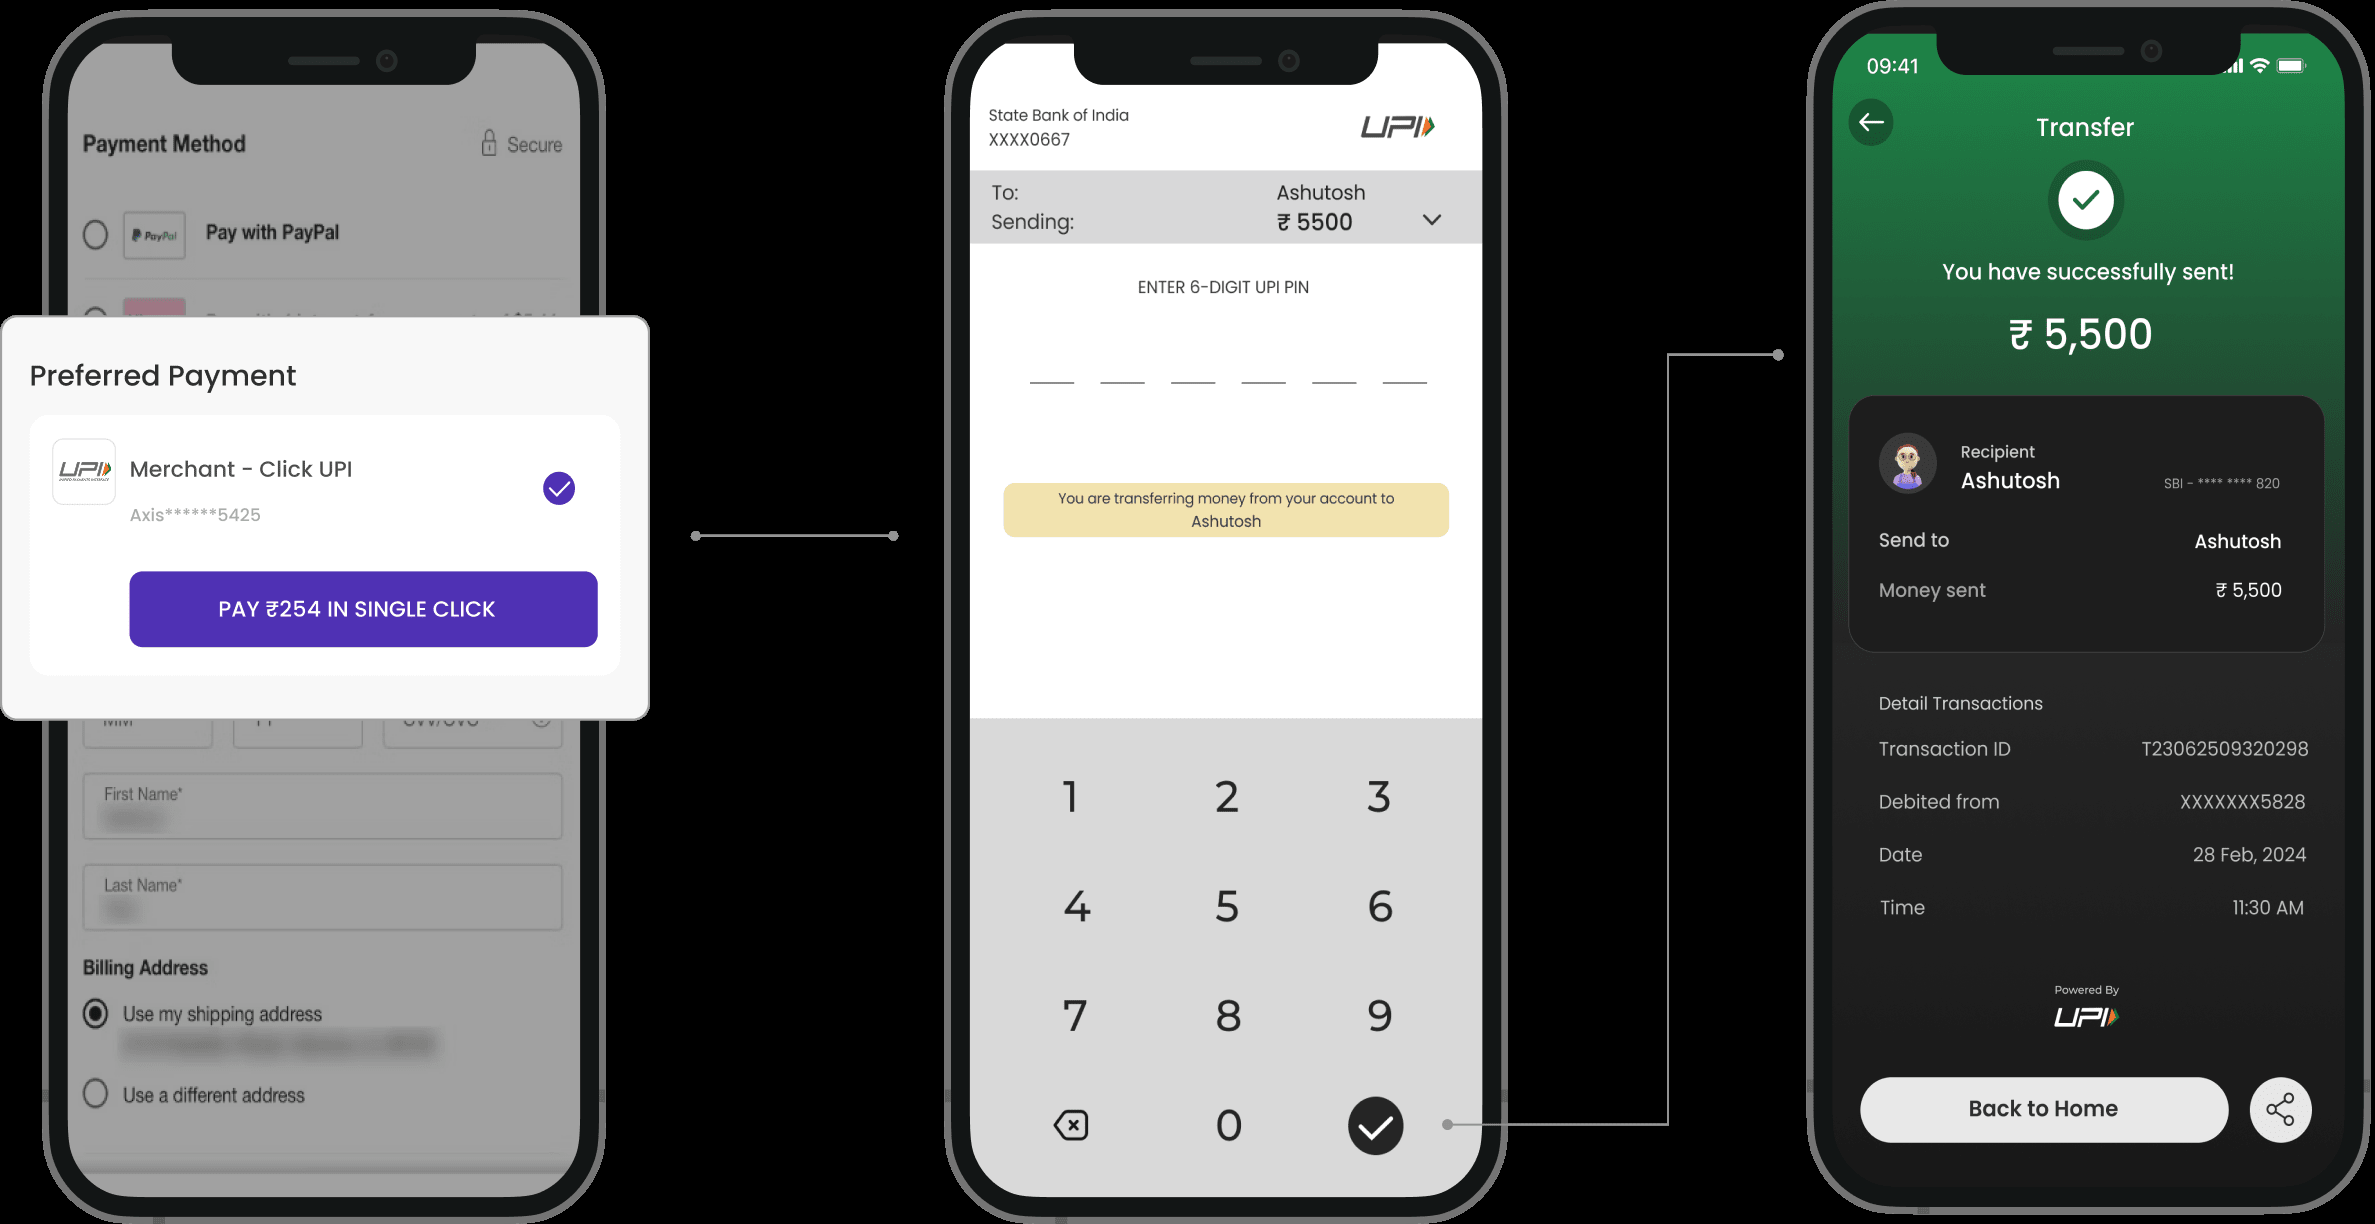 Payment Method
Secure
PayPal
Pay with PayPal
Preferred Payment
UPI
Merchant - Click UPI
Axis******5425
PAY ₹254 IN SINGLE CLICK
First Name*
Last Name*
Billing Address
Use my shipping address
Use a different address
State Bank of India
XXXX0667
UPI
To: Ashutosh
Sending: ₹ 5500
ENTER 6-DIGIT UPI PIN
You are transferring money from your account to
Ashutosh
1 2 3
4 5 6
7 8 9
0
09:41
Transfer
You have successfully sent!
₹ 5,500
Recipient
Ashutosh
SBI - **** **** 820
Send to Ashutosh
Money sent ₹ 5,500
Detail Transactions
Transaction ID T23062509320298
Debited from XXXXXXX5828
Date 28 Feb, 2024
Time 11:30 AM
Powered By
UPI
Back to Home